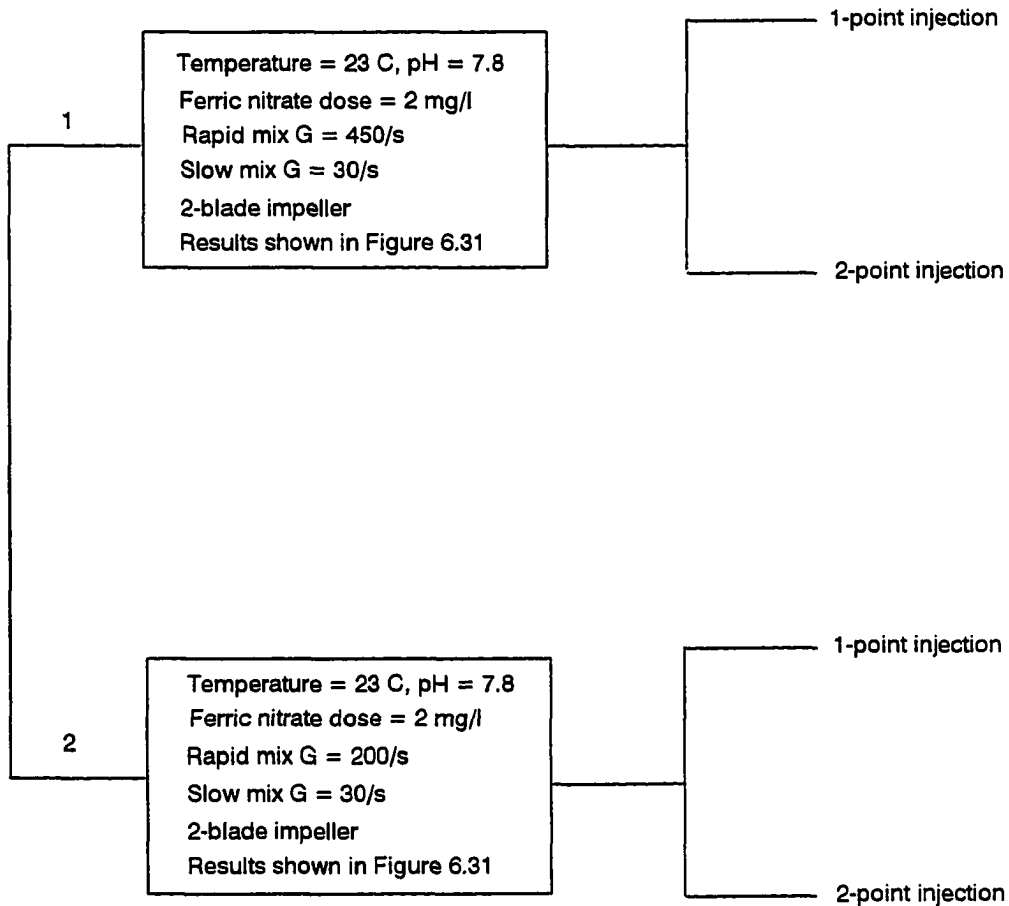 1-point injection
1
Temperature = 23 C, pH = 7.8
Ferric nitrate dose = 2 mg/l
Rapid mix G = 450/s
Slow mix G = 30/s
2-blade impeller
Results shown in Figure 6.31
2-point injection
1-point injection
2
Temperature = 23 C, pH = 7.8
Ferric nitrate dose = 2 mg/l
Rapid mix G = 200/s
Slow mix G = 30/s
2-blade impeller
Results shown in Figure 6.31
2-point injection